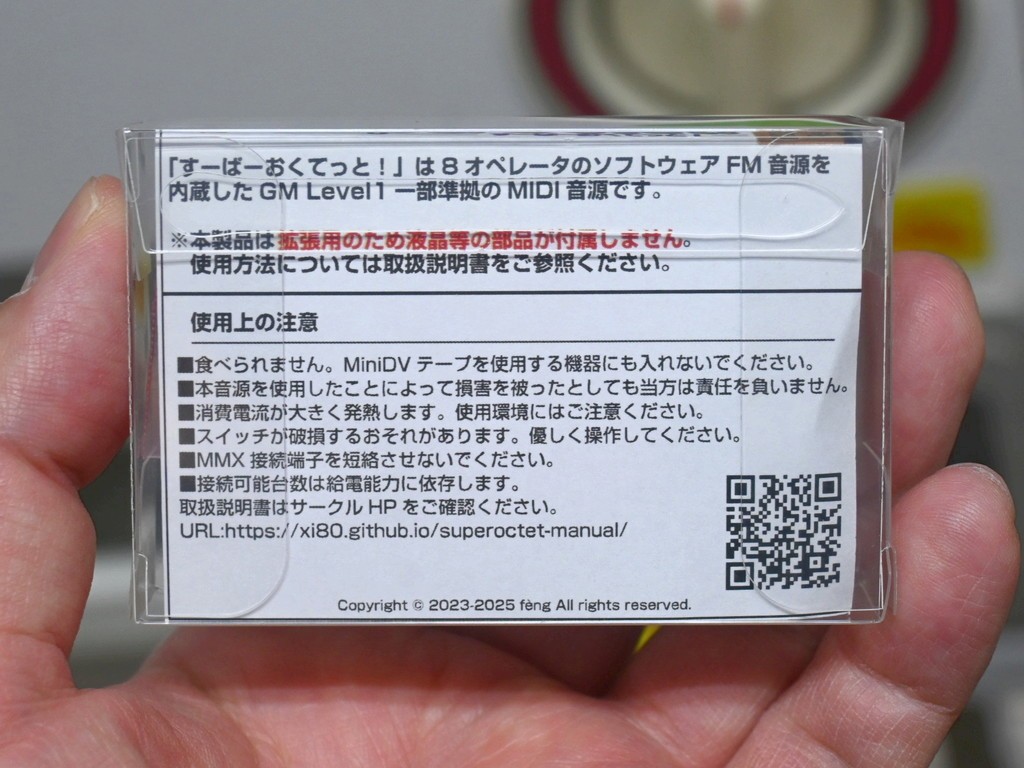 「すーぱーおくてっと！」は 8 オペレータのソフトウェア FM 音源を
内蔵した GM Level1 一部準拠の MIDI 音源です。
※本製品は拡張用のため液晶等の部品が付属しません。
使用方法については取扱説明書をご参照ください。
使用上の注意
■食べられません。MiniDV テープを使用する機器にも入れないでください。
■本音源を使用したことによって損害を被ったとしても当方は責任を負いません。
■消費電流が大きく発熱します。使用環境にはご注意ください。
■スイッチが破損するおそれがあります。優しく操作してください。
■MMX 接続端子を短絡させないでください。
■接続可能台数は給電能力に依存します。
取扱説明書はサークル HP をご確認ください。
URL:https://xi80.github.io/superoctet-manual/
Copyright © 2023-2025 fèng All rights reserved.